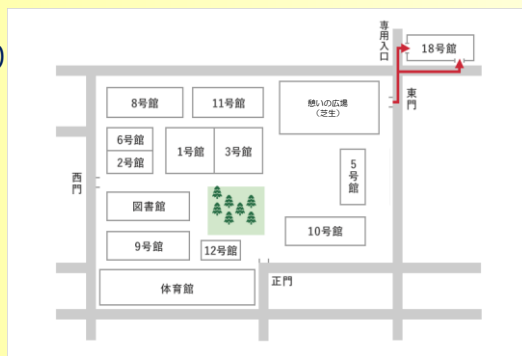 )
専用入口
18号館
東門
8号館
11号館
憩いの広場
(芝生)
6号館
2号館
1号館
3号館
5号館
西門
図書館
10号館
9号館
12号館
正門
体育館